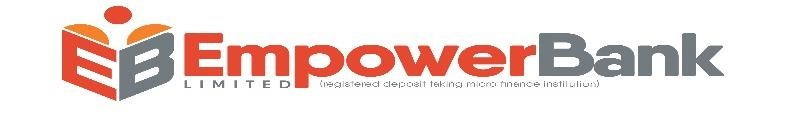 EB EmpowerBank
LIMITED (registered deposit taking micro finance institution)